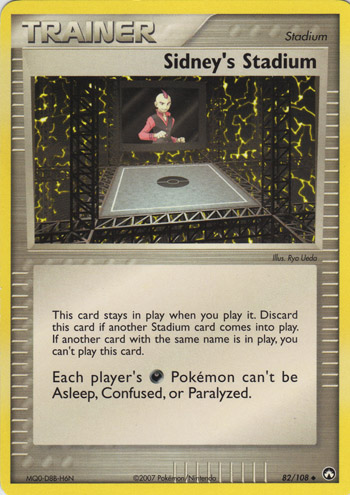 TRAINER
Stadium
Sidney's Stadium
Illus. Ryo Ueda
This card stays in play when you play it. Discard
this card if another Stadium card comes into play.
If another card with the same name is in play, you
can't play this card.
Each player's Pokémon can't be
Asleep, Confused, or Paralyzed.
MQ0-D8B-H6N
©2007 Pokémon/Nintendo
82/108